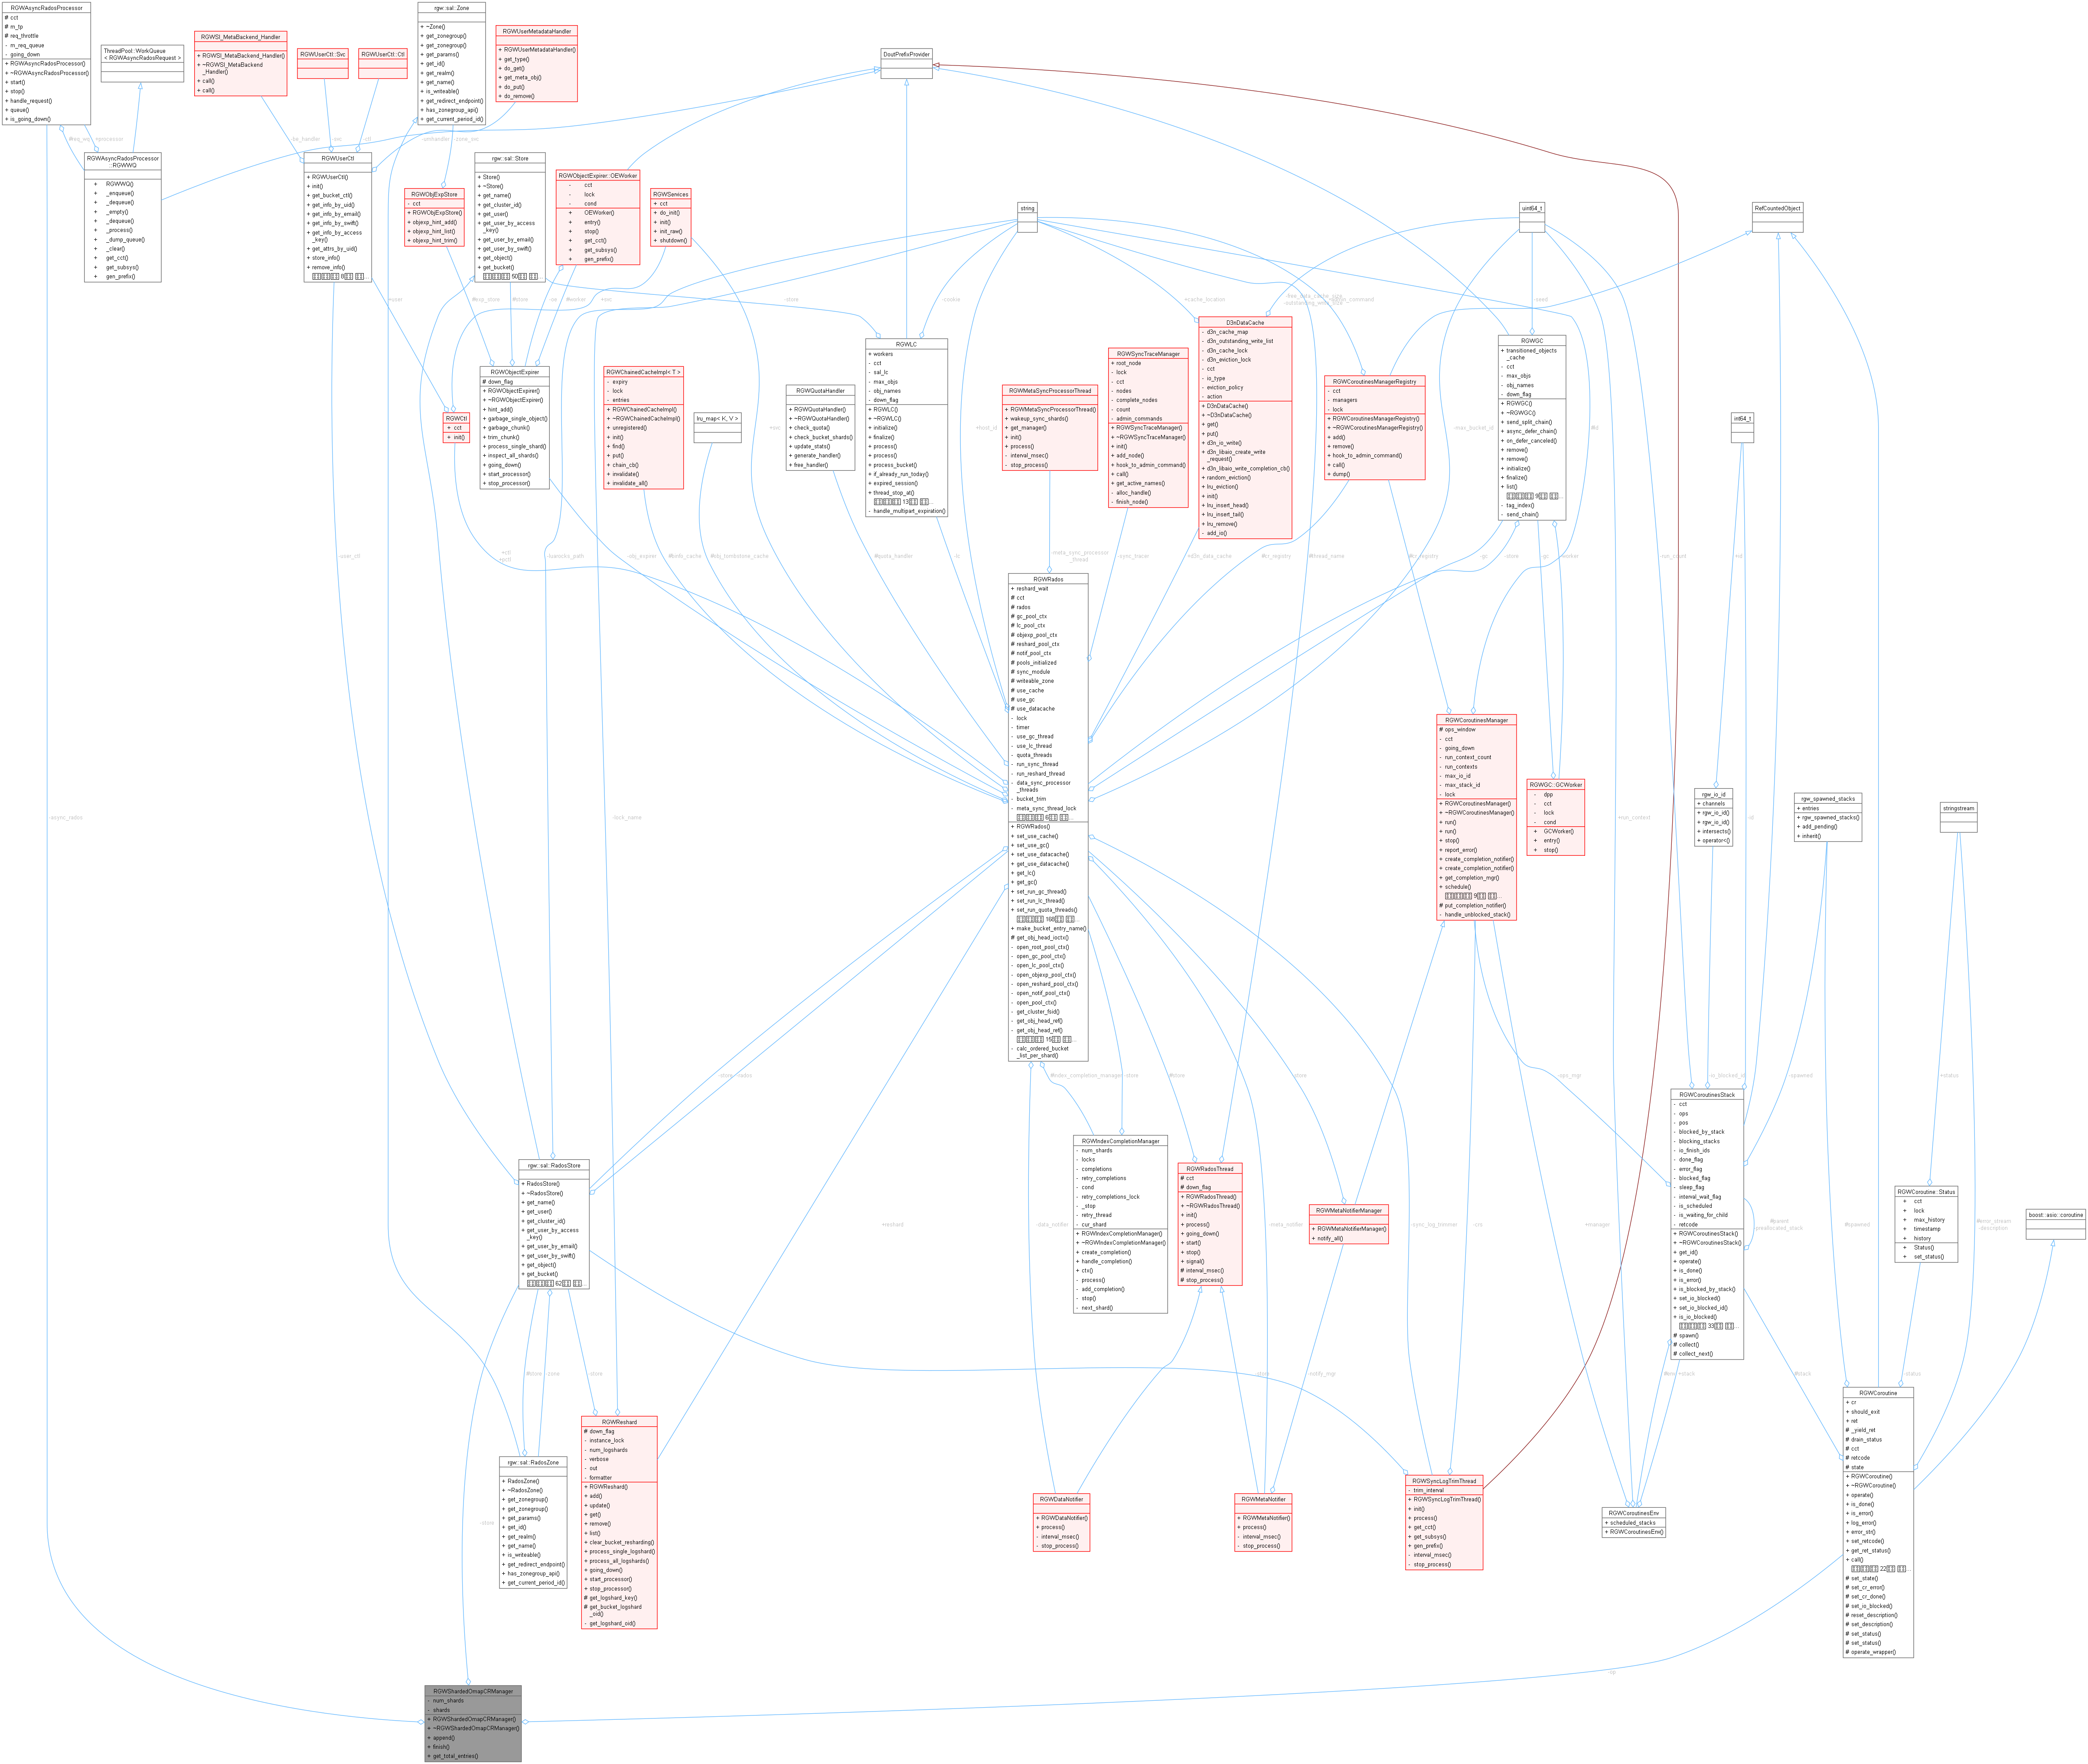 RGWAsyncRadosProcessor
# cct
# m_tp
# req_throttle
- m_req_queue
- going_down
+ RGWAsyncRadosProcessor()
+ ~RGWAsyncRadosProcessor()
+ start()
+ stop()
+ handle_request()
+ queue()
+ is_going_down()
ThreadPool::WorkQueue
< RGWAsyncRadosRequest >
RGWSI_MetaBackend_Handler
+ RGWSI_MetaBackend_Handler()
+ ~RGWSI_MetaBackend
_Handler()
+ call()
+ call()
RGWUserCtl::Svc
RGWUserCtl::Ctl
rgw::sal::Zone
+ ~Zone()
+ get_zonegroup()
+ get_zonegroup()
+ get_params()
+ get_id()
+ get_realm()
+ get_name()
+ is_writeable()
+ get_redirect_endpoint()
+ has_zonegroup_api()
+ get_current_period_id()
RGWUserMetadataHandler
+ RGWUserMetadataHandler()
+ get_type()
+ do_get()
+ get_meta_obj()
+ do_put()
+ do_remove()
DoutPrefixProvider
RGWAsyncRadosProcessor
::RGWWQ
+ RGWWQ()
+ _enqueue()
+ _dequeue()
+ _empty()
+ _dequeue()
+ _process()
+ _dump_queue()
+ _clear()
+ get_cct()
+ get_subsys()
+ gen_prefix()
RGWUserCtl
+ RGWUserCtl()
+ init()
+ get_bucket_ctl()
+ get_info_by_uid()
+ get_info_by_email()
+ get_info_by_swift()
+ get_info_by_access
_key()
+ get_attrs_by_uid()
+ store_info()
+ remove_info()
RGWObjExpStore
- cct
+ RGWObjExpStore()
+ objexp_hint_add()
+ objexp_hint_list()
+ objexp_hint_trim()
rgw::sal::Store
+ Store()
+ ~Store()
+ get_name()
+ get_cluster_id()
+ get_user()
+ get_user_by_access
_key()
+ get_user_by_email()
+ get_user_by_swift()
+ get_object()
+ get_bucket()
RGWObjectExpirer::OEWorker
- cct
- lock
- cond
+ OEWorker()
+ entry()
+ stop()
+ get_cct()
+ get_subsys()
+ gen_prefix()
RGWServices
+ cct
+ do_init()
+ init()
+ init_raw()
+ shutdown()
string
uint64_t
RefCountedObject
RGWCtl
+ cct
+ init()
RGWObjectExpirer
# down_flag
+ RGWObjectExpirer()
+ ~RGWObjectExpirer()
+ hint_add()
+ garbage_single_object()
+ garbage_chunk()
+ trim_chunk()
+ process_single_shard()
+ inspect_all_shards()
+ going_down()
+ start_processor()
+ stop_processor()
RGWChainedCacheImpl< T >
- expiry
- lock
- entries
+ RGWChainedCacheImpl()
+ ~RGWChainedCacheImpl()
+ unregistered()
+ init()
+ find()
+ put()
+ chain_cb()
+ invalidate()
+ invalidate_all()
lru_map< K, V >
RGWQuotaHandler
+ RGWQuotaHandler()
+ ~RGWQuotaHandler()
+ check_quota()
+ check_bucket_shards()
+ update_stats()
+ generate_handler()
+ free_handler()
RGWLC
+ workers
- cct
- sal_lc
- max_objs
- obj_names
- down_flag
+ RGWLC()
+ ~RGWLC()
+ initialize()
+ finalize()
+ process()
+ process()
+ process_bucket()
+ if_already_run_today()
+ expired_session()
+ thread_stop_at()
- handle_multipart_expiration()
RGWMetaSyncProcessorThread
+ RGWMetaSyncProcessorThread()
+ wakeup_sync_shards()
+ get_manager()
+ init()
+ process()
- interval_msec()
- stop_process()
RGWSyncTraceManager
+ root_node
- lock
- cct
- nodes
- complete_nodes
- count
- admin_commands
+ RGWSyncTraceManager()
+ ~RGWSyncTraceManager()
+ init()
+ add_node()
+ hook_to_admin_command()
+ call()
+ get_active_names()
- alloc_handle()
- finish_node()
D3nDataCache
- d3n_cache_map
- d3n_outstanding_write_list
- d3n_cache_lock
- d3n_eviction_lock
- cct
- io_type
- eviction_policy
- action
+ D3nDataCache()
+ ~D3nDataCache()
+ get()
+ put()
+ d3n_io_write()
+ d3n_libaio_create_write
_request()
+ d3n_libaio_write_completion_cb()
+ random_eviction()
+ lru_eviction()
+ init()
+ lru_insert_head()
+ lru_insert_tail()
+ lru_remove()
- add_io()
RGWCoroutinesManagerRegistry
- cct
- managers
- lock
+ RGWCoroutinesManagerRegistry()
+ ~RGWCoroutinesManagerRegistry()
+ add()
+ remove()
+ hook_to_admin_command()
+ call()
+ dump()
RGWGC
+ transitioned_objects
_cache
- cct
- max_objs
- obj_names
- down_flag
+ RGWGC()
+ ~RGWGC()
+ send_split_chain()
+ async_defer_chain()
+ on_defer_canceled()
+ remove()
+ remove()
+ initialize()
+ finalize()
+ list()
- tag_index()
- send_chain()
int64_t
RGWRados
+ reshard_wait
# cct
# rados
# gc_pool_ctx
# lc_pool_ctx
# objexp_pool_ctx
# reshard_pool_ctx
# notif_pool_ctx
# pools_initialized
# sync_module
# writeable_zone
# use_cache
# use_gc
# use_datacache
- lock
- timer
- use_gc_thread
- use_lc_thread
- quota_threads
- run_sync_thread
- run_reshard_thread
- data_sync_processor
_threads
- bucket_trim
- meta_sync_thread_lock
+ RGWRados()
+ set_use_cache()
+ set_use_gc()
+ set_use_datacache()
+ get_use_datacache()
+ get_lc()
+ get_gc()
+ set_run_gc_thread()
+ set_run_lc_thread()
+ set_run_quota_threads()
+ make_bucket_entry_name()
# get_obj_head_ioctx()
- open_root_pool_ctx()
- open_gc_pool_ctx()
- open_lc_pool_ctx()
- open_objexp_pool_ctx()
- open_reshard_pool_ctx()
- open_notif_pool_ctx()
- open_pool_ctx()
- get_cluster_fsid()
- get_obj_head_ref()
- get_obj_head_ref()
- calc_ordered_bucket
_list_per_shard()
RGWCoroutinesManager
# ops_window
- cct
- going_down
- run_context_count
- run_contexts
- max_io_id
- max_stack_id
- lock
+ RGWCoroutinesManager()
+ ~RGWCoroutinesManager()
+ run()
+ run()
+ stop()
+ report_error()
+ create_completion_notifier()
+ create_completion_notifier()
+ get_completion_mgr()
+ schedule()
# put_completion_notifier()
- handle_unblocked_stack()
RGWGC::GCWorker
- dpp
- cct
- lock
- cond
+ GCWorker()
+ entry()
+ stop()
rgw_io_id
+ channels
+ rgw_io_id()
+ rgw_io_id()
+ intersects()
+ operator<()
rgw_spawned_stacks
+ entries
+ rgw_spawned_stacks()
+ add_pending()
+ inherit()
stringstream
RGWCoroutinesStack
- cct
- ops
- pos
- blocked_by_stack
- blocking_stacks
- io_finish_ids
- done_flag
- error_flag
- blocked_flag
- sleep_flag
- interval_wait_flag
- is_scheduled
- is_waiting_for_child
- retcode
+ RGWCoroutinesStack()
+ ~RGWCoroutinesStack()
+ get_id()
+ operate()
+ is_done()
+ is_error()
+ is_blocked_by_stack()
+ set_io_blocked()
+ set_io_blocked_id()
+ is_io_blocked()
# spawn()
# collect()
# collect_next()
RGWIndexCompletionManager
- num_shards
- locks
- completions
- retry_completions
- cond
- retry_completions_lock
- _stop
- retry_thread
- cur_shard
+ RGWIndexCompletionManager()
+ ~RGWIndexCompletionManager()
+ create_completion()
+ handle_completion()
+ ctx()
- process()
- add_completion()
- stop()
- next_shard()
rgw::sal::RadosStore
+ RadosStore()
+ ~RadosStore()
+ get_name()
+ get_user()
+ get_cluster_id()
+ get_user_by_access
_key()
+ get_user_by_email()
+ get_user_by_swift()
+ get_object()
+ get_bucket()
RGWRadosThread
# cct
# down_flag
+ RGWRadosThread()
+ ~RGWRadosThread()
+ init()
+ process()
+ going_down()
+ start()
+ stop()
+ signal()
# interval_msec()
# stop_process()
RGWMetaNotifierManager
+ RGWMetaNotifierManager()
+ notify_all()
RGWCoroutine::Status
+ cct
+ lock
+ max_history
+ timestamp
+ history
+ Status()
+ set_status()
boost::asio::coroutine
RGWCoroutine
+ cr
+ should_exit
+ ret
# _yield_ret
# drain_status
# cct
# retcode
# state
+ RGWCoroutine()
+ ~RGWCoroutine()
+ operate()
+ is_done()
+ is_error()
+ log_error()
+ error_str()
+ set_retcode()
+ get_ret_status()
+ call()
# set_state()
# set_cr_error()
# set_cr_done()
# set_io_blocked()
# reset_description()
# set_description()
# set_status()
# set_status()
# operate_wrapper()
RGWReshard
# down_flag
- instance_lock
- num_logshards
- verbose
- out
- formatter
+ RGWReshard()
+ add()
+ update()
+ get()
+ remove()
+ list()
+ clear_bucket_resharding()
+ process_single_logshard()
+ process_all_logshards()
+ going_down()
+ start_processor()
+ stop_processor()
# get_logshard_key()
# get_bucket_logshard
_oid()
- get_logshard_oid()
rgw::sal::RadosZone
+ RadosZone()
+ ~RadosZone()
+ get_zonegroup()
+ get_zonegroup()
+ get_params()
+ get_id()
+ get_realm()
+ get_name()
+ is_writeable()
+ get_redirect_endpoint()
+ has_zonegroup_api()
+ get_current_period_id()
RGWDataNotifier
+ RGWDataNotifier()
+ process()
- interval_msec()
- stop_process()
RGWMetaNotifier
+ RGWMetaNotifier()
+ process()
- interval_msec()
- stop_process()
RGWSyncLogTrimThread
- trim_interval
+ RGWSyncLogTrimThread()
+ init()
+ process()
+ get_cct()
+ get_subsys()
+ gen_prefix()
- interval_msec()
- stop_process()
RGWCoroutinesEnv
+ scheduled_stacks
+ RGWCoroutinesEnv()
RGWShardedOmapCRManager
- num_shards
- shards
+ RGWShardedOmapCRManager()
+ ~RGWShardedOmapCRManager()
+ append()
+ finish()
+ get_total_entries()